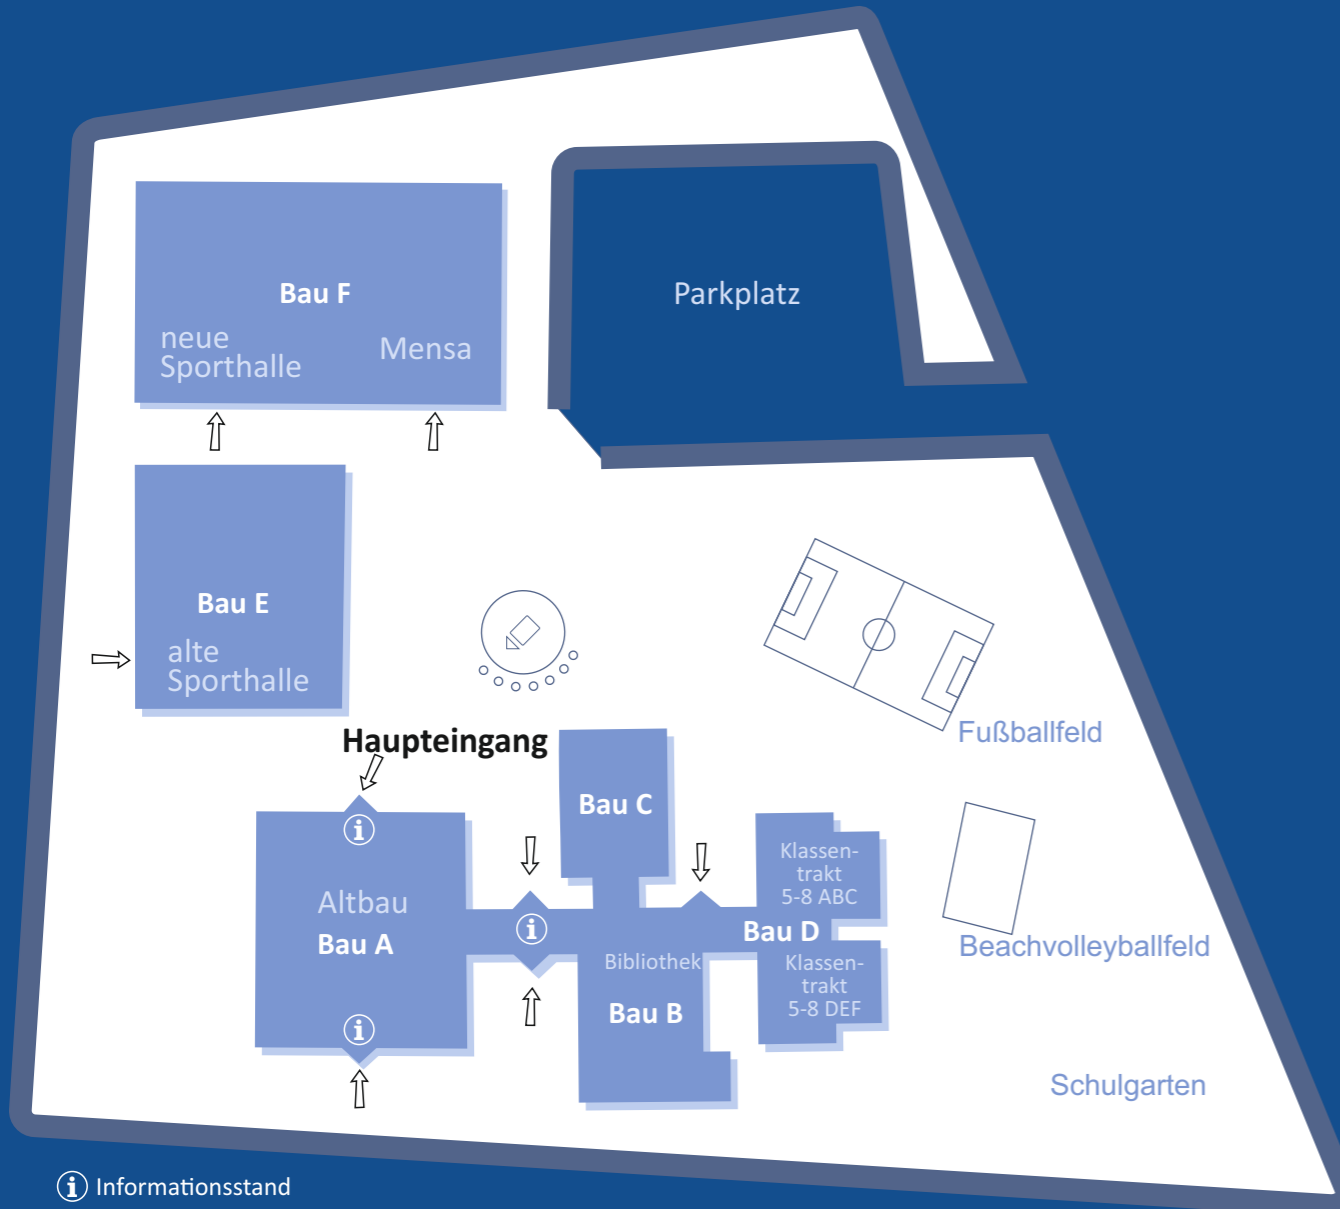 Bau F
neue
Sporthalle
Mensa
Parkplatz
Bau E
alte
Sporthalle
Haupteingang
Fußballfeld
Bau C
Klassen-
trakt
5-8 ABC
i
Altbau
Bau A
i
Bau D
Beachvolleyballfeld
Bibliothek
Klassen-
trakt
5-8 DEF
Bau B
i
Schulgarten
i Informationsstand